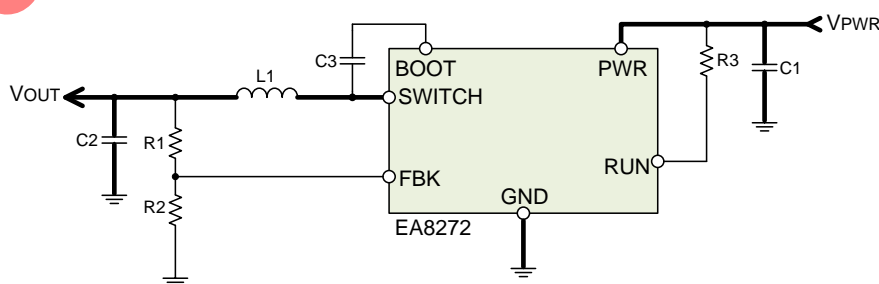 VPWR
C3
BOOT
PWR
R3
C1
L1
VOUT
SWITCH
C2
R1
RUN
FBK
GND
R2
EA8272